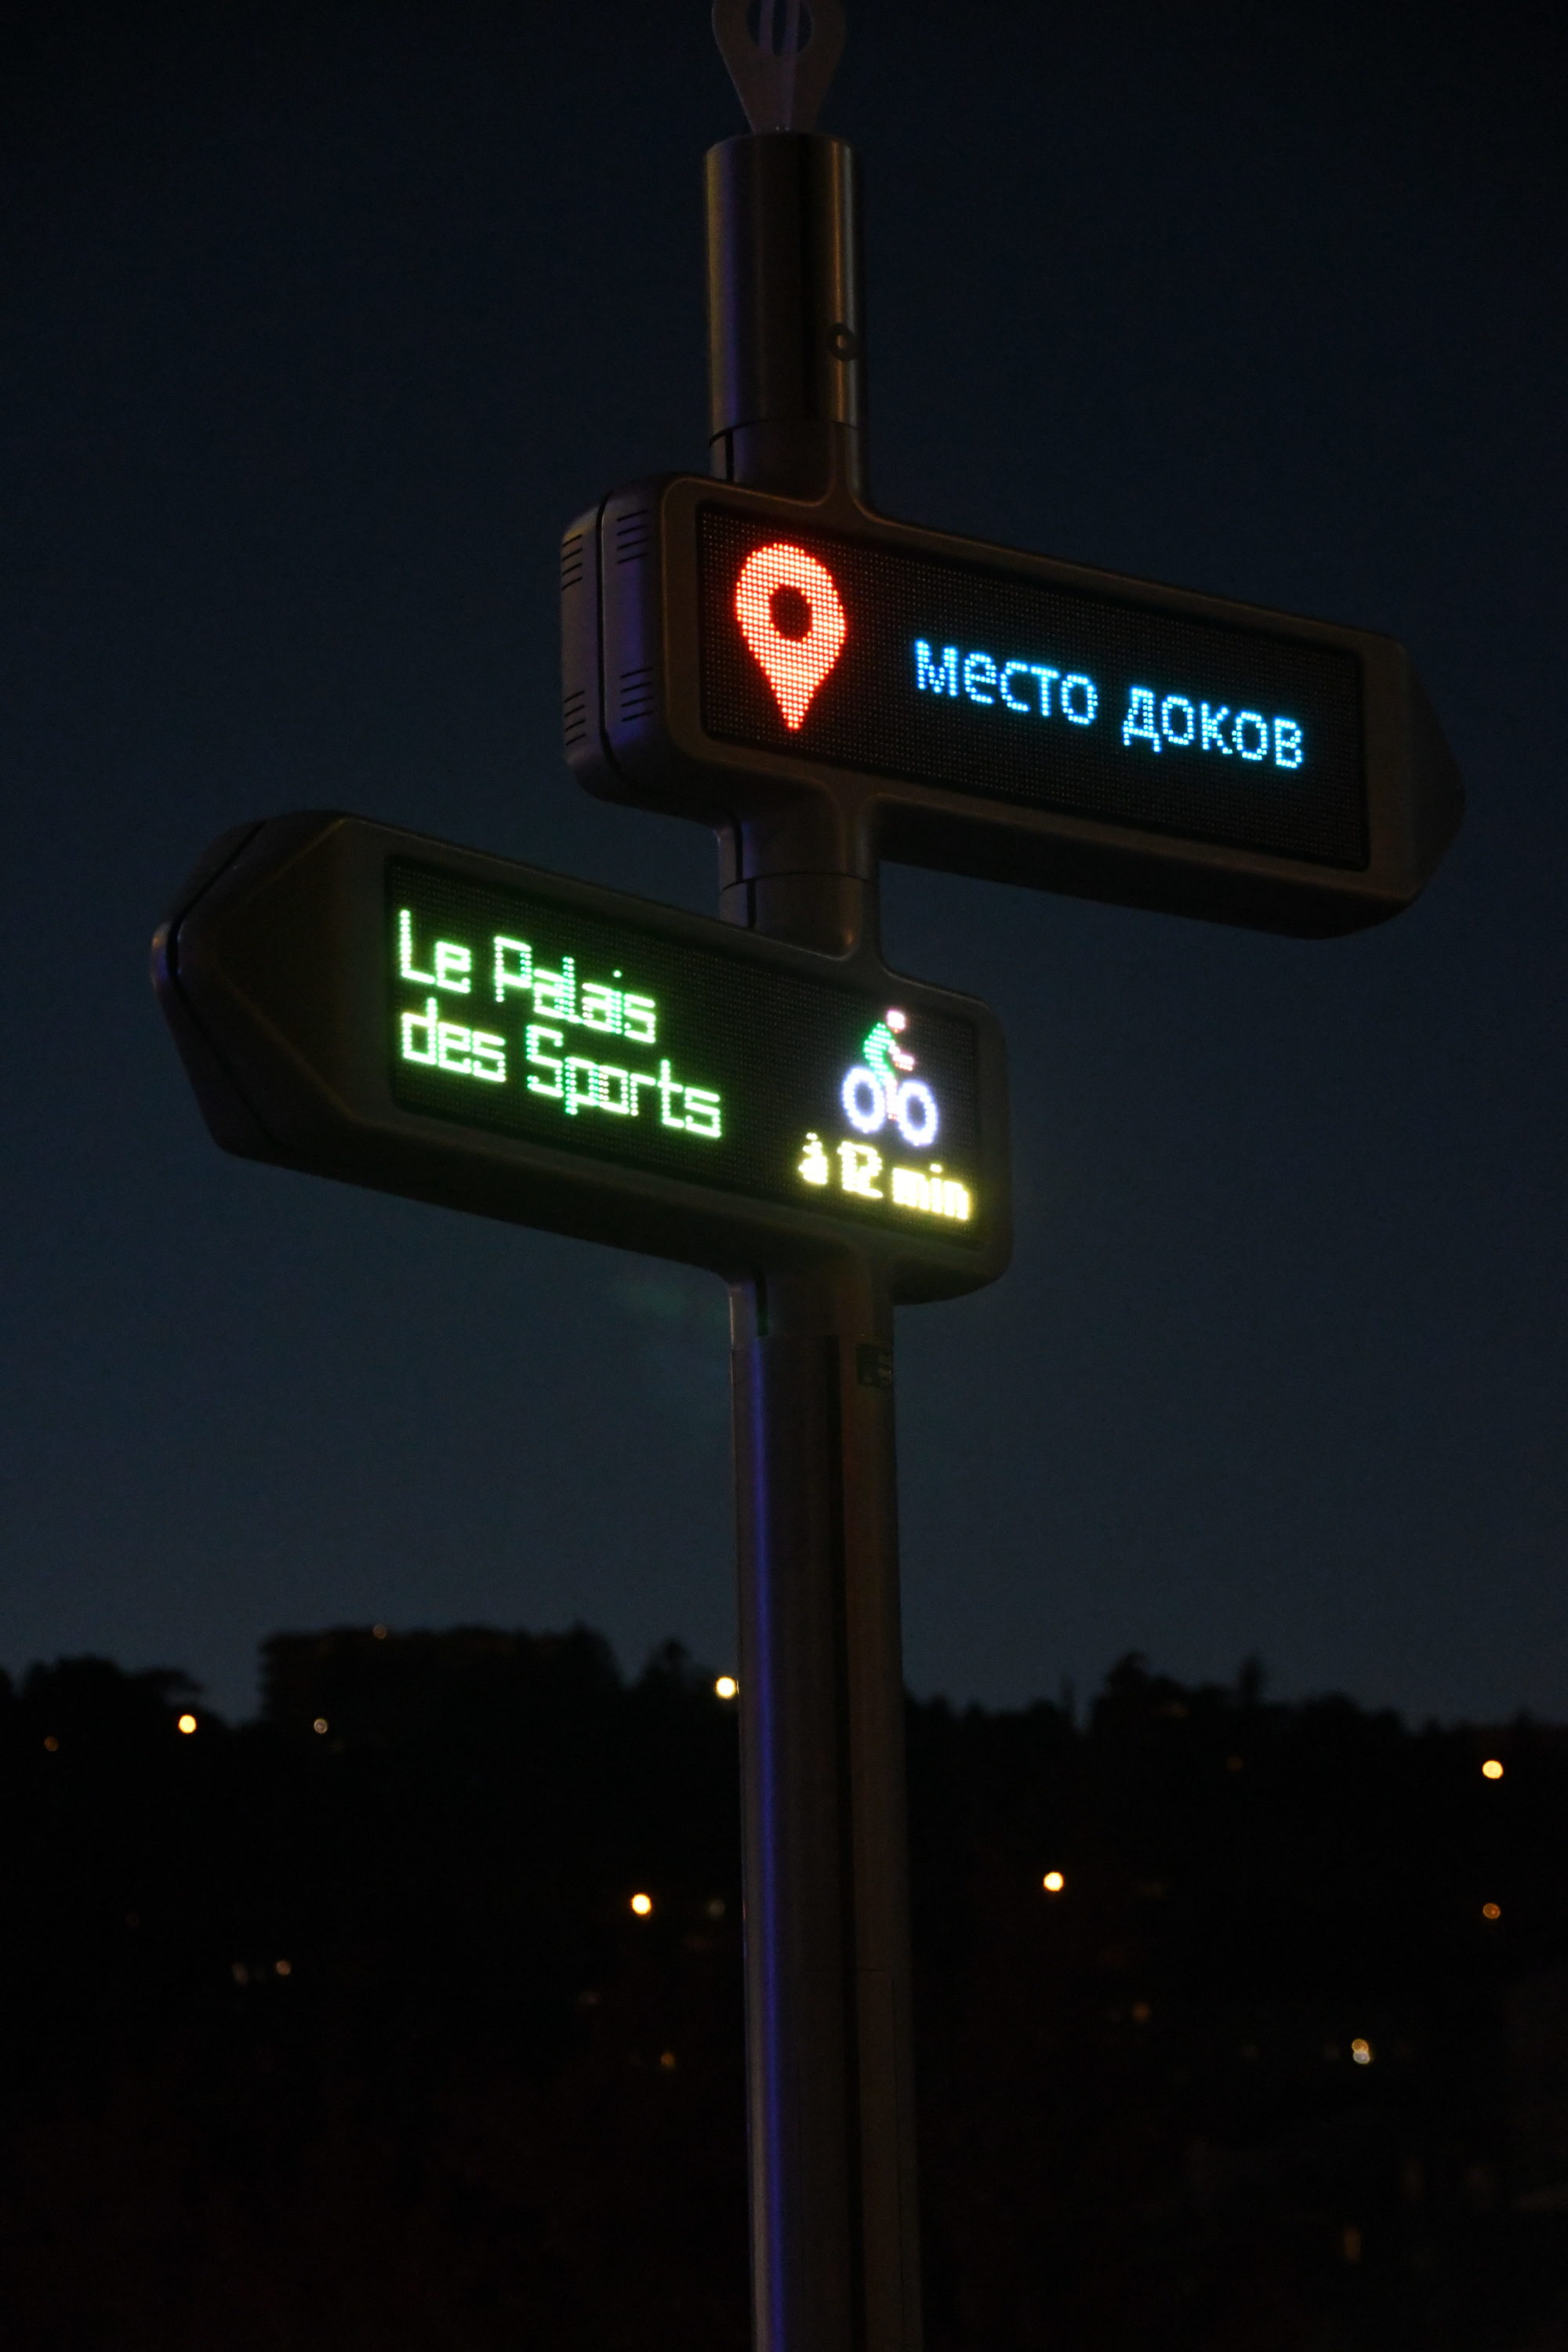 место доков
Le Palais
des Sports
à 12 min